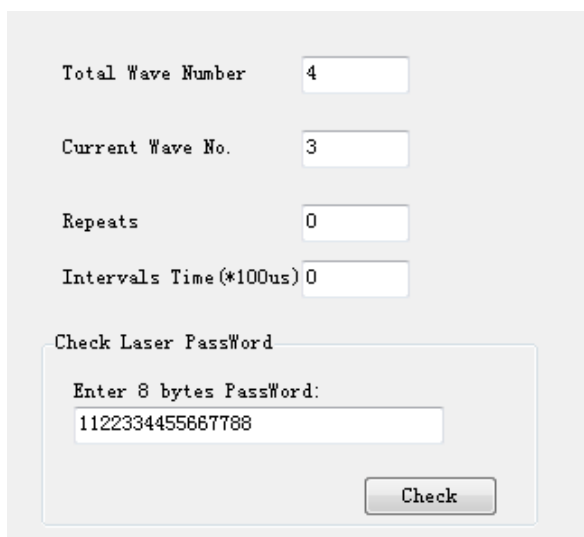 Total Wave Number 4
Current Wave No. 3
Repeats 0
Intervals Time(*100us) 0
Check Laser PassWord
Enter 8 bytes PassWord:
1122334455667788
Check